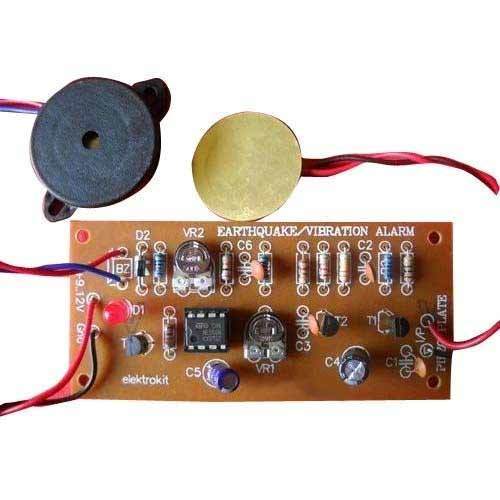 EARTHQUAKE/VIBRATION ALARM
D2
VR2
C6
C2
BZ
9.12V
D1
Gnd
T2
T1
C3
C1
VR1
C4
C5
PLATE
elektrokit